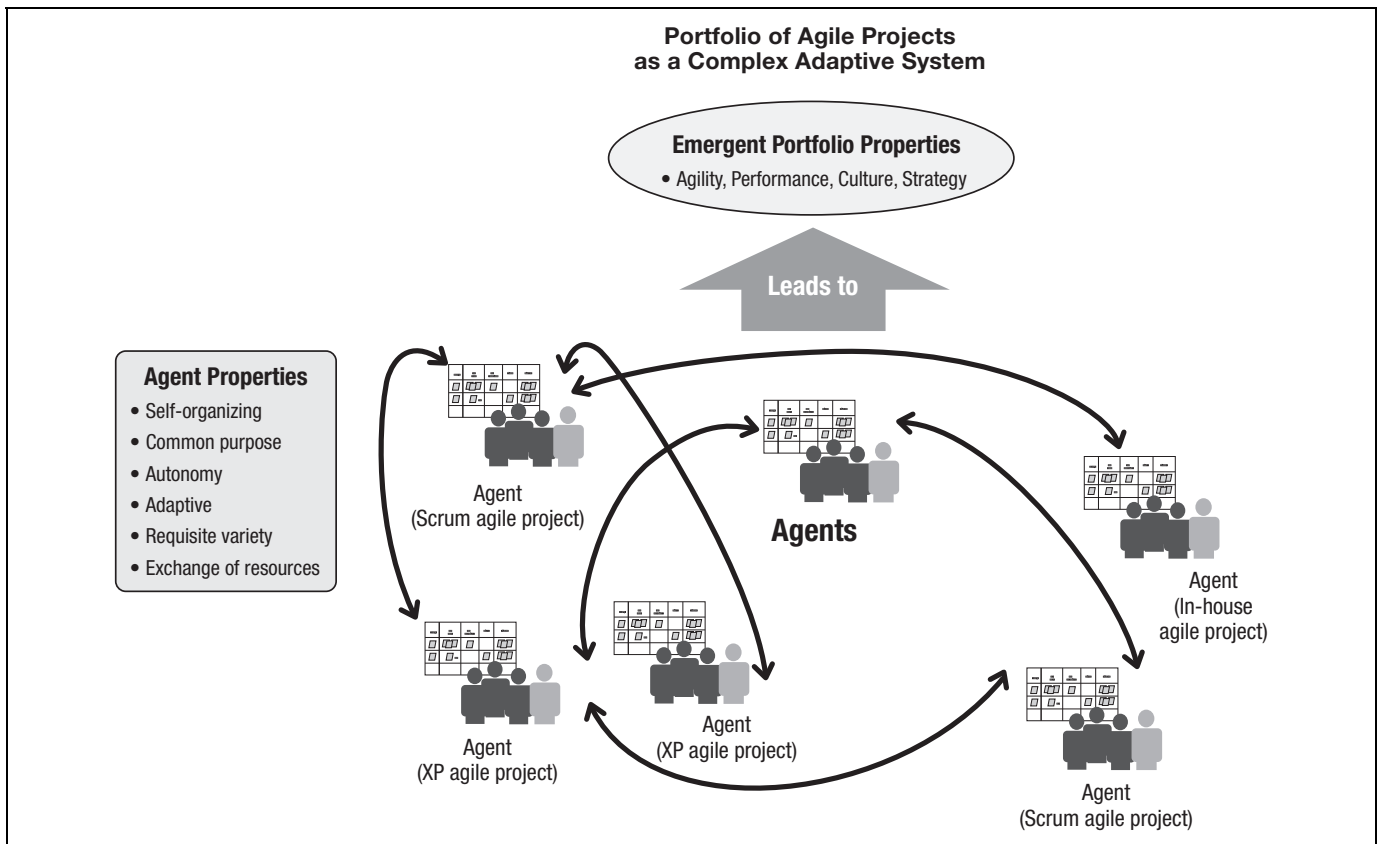 Portfolio of Agile Projects
as a Complex Adaptive System
Emergent Portfolio Properties
• Agility, Performance, Culture, Strategy
Leads to
Agent Properties
• Self-organizing
• Common purpose
• Autonomy
• Adaptive
• Requisite variety
• Exchange of resources
Agent
(Scrum agile project)
Agents
Agent
(In-house
agile project)
Agent
(XP agile project)
Agent
(XP agile project)
Agent
(Scrum agile project)